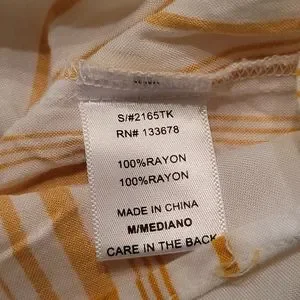 S/#2165TK
RN# 133678
100%RAYON
100%RAYON
MADE IN CHINA
M/MEDIANO
CARE IN THE BACK